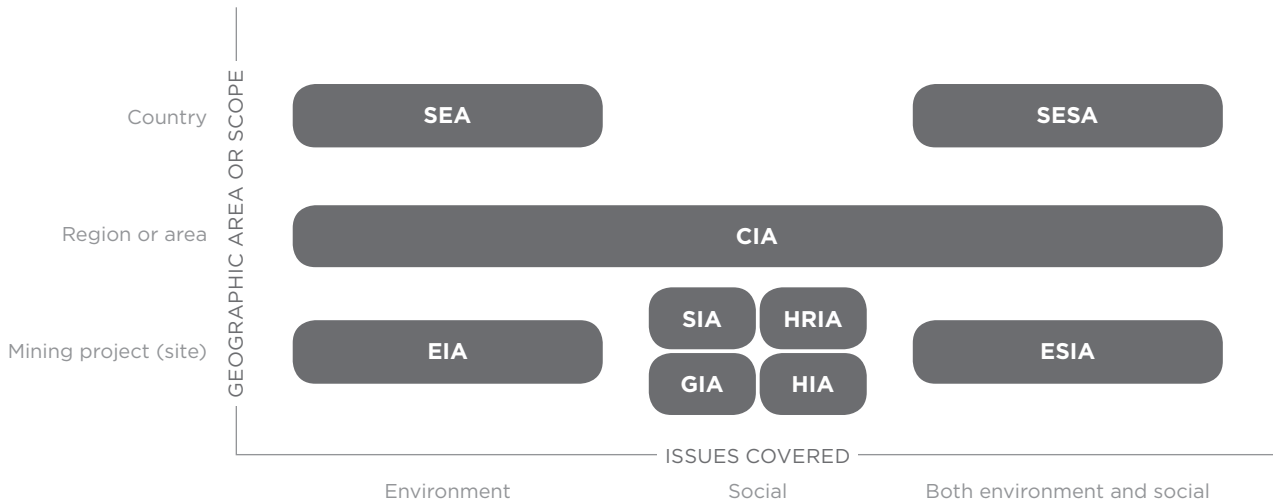 GEOGRAPHIC AREA OR SCOPE
Country
SEA
SESA
Region or area
CIA
Mining project (site)
EIA
SIA
HRIA
GIA
HIA
ESIA
ISSUES COVERED
Environment
Social
Both environment and social